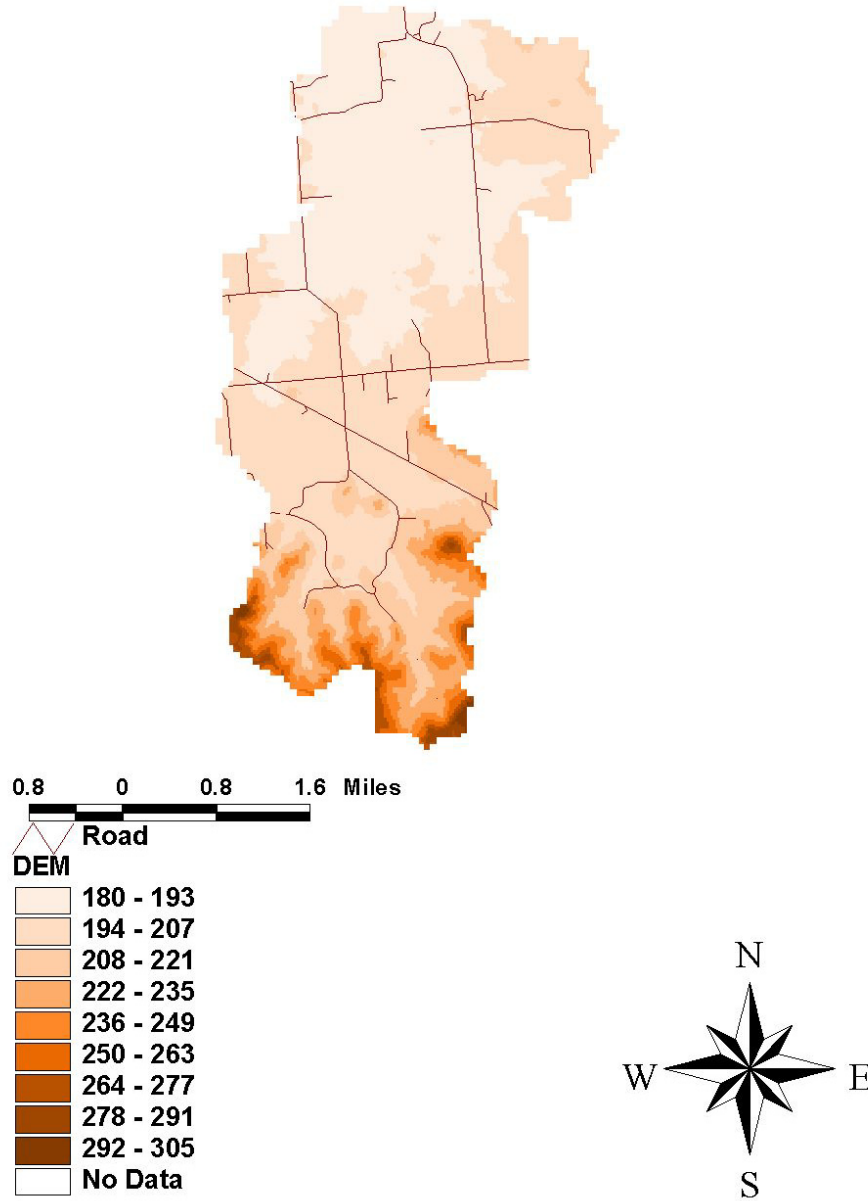 0.8 0 0.8 1.6 Miles
Road
DEM
180 - 193
194 - 207
208 - 221
222 - 235
236 - 249
250 - 263
264 - 277
278 - 291
292 - 305
No Data
N
W E
S